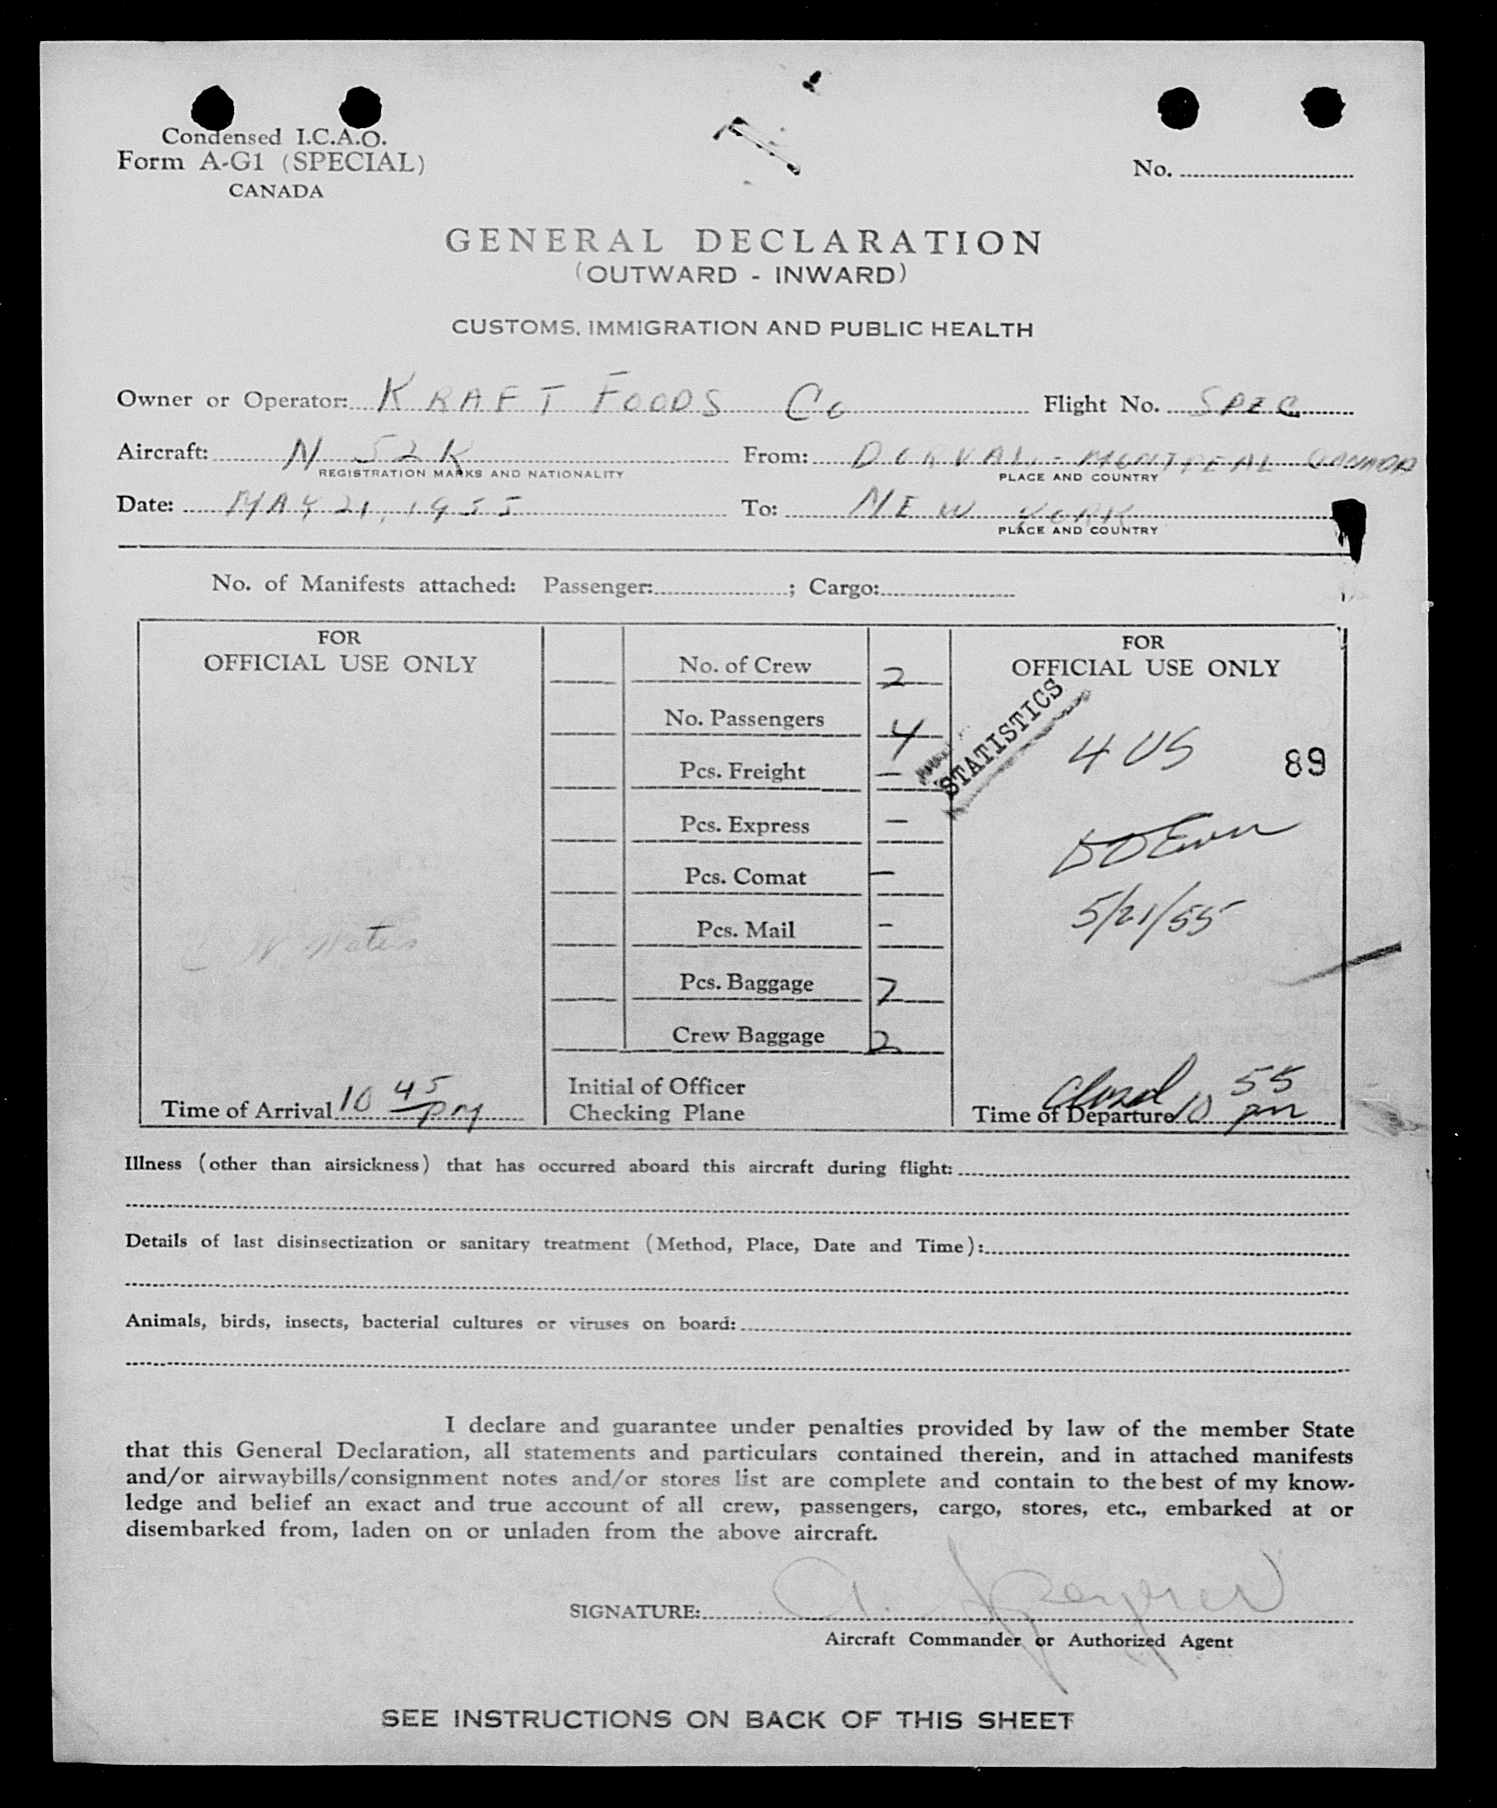 Condensed I.C.A.O.
Form A-G1 (SPECIAL)
CANADA
No.
GENERAL DECLARATION
(OUTWARD - INWARD)
CUSTOMS, IMMIGRATION AND PUBLIC HEALTH
Owner or Operator: KRAFT FOODS Co Flight No. SPEC
Aircraft: N 52K From: DORVAL - MONTREAL CANADA
REGISTRATION MARKS AND NATIONALITY PLACE AND COUNTRY
Date: MAY 21, 1955 To: NEW YORK
PLACE AND COUNTRY
No. of Manifests attached: Passenger: ; Cargo:
FOR
OFFICIAL USE ONLY
W Waters
Time of Arrival 10 45 PM
No. of Crew 2
No. Passengers 4
Pcs. Freight —
Pcs. Express —
Pcs. Comat —
Pcs. Mail -
Pcs. Baggage 7
Crew Baggage 2
Initial of Officer
Checking Plane
FOR
OFFICIAL USE ONLY
STATISTICS
4 US
89
5/21/55
Closed
Time of Departure 10 55 pm
Illness (other than airsickness) that has occurred aboard this aircraft during flight:
Details of last disinsectization or sanitary treatment (Method, Place, Date and Time):
Animals, birds, insects, bacterial cultures or viruses on board:
I declare and guarantee under penalties provided by law of the member State
that this General Declaration, all statements and particulars contained therein, and in attached manifests
and/or airwaybills/consignment notes and/or stores list are complete and contain to the best of my know-
ledge and belief an exact and true account of all crew, passengers, cargo, stores, etc., embarked at or
disembarked from, laden on or unladen from the above aircraft.
SIGNATURE:
Aircraft Commander or Authorized Agent
SEE INSTRUCTIONS ON BACK OF THIS SHEET